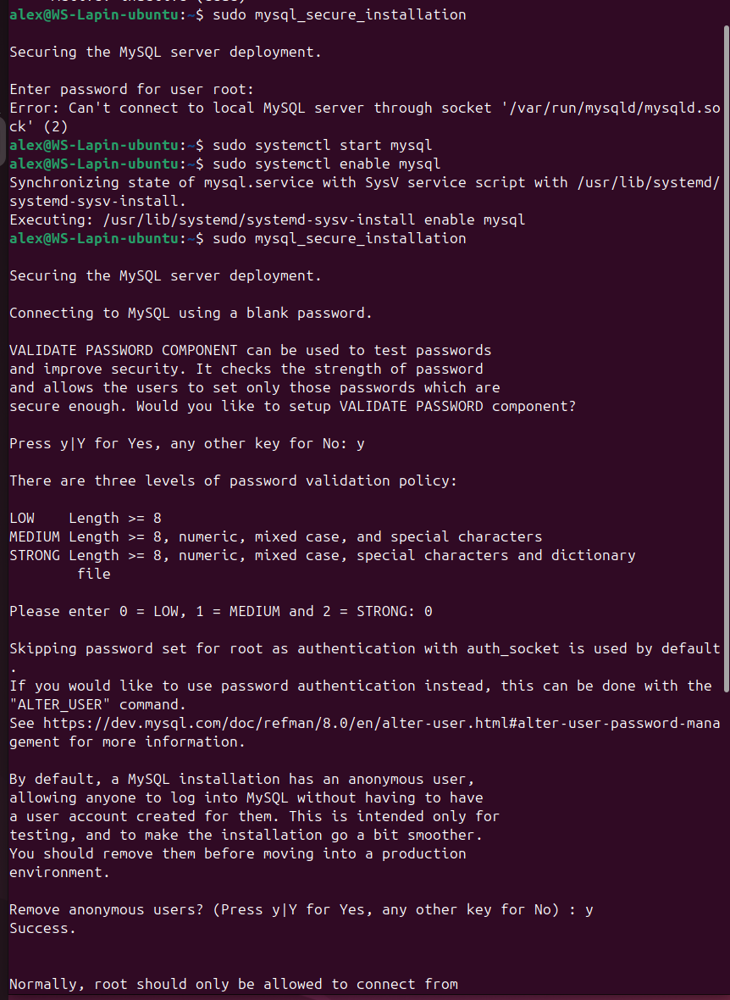 alex@WS-Lapin-ubuntu:~$ sudo mysql_secure_installation
Securing the MySQL server deployment.
Enter password for user root:
Error: Can't connect to local MySQL server through socket '/var/run/mysqld/mysqld.so
ck' (2)
alex@WS-Lapin-ubuntu:~$ sudo systemctl start mysql
alex@WS-Lapin-ubuntu:~$ sudo systemctl enable mysql
Synchronizing state of mysql.service with SysV service script with /usr/lib/systemd/
systemd-sysv-install.
Executing: /usr/lib/systemd/systemd-sysv-install enable mysql
alex@WS-Lapin-ubuntu:~$ sudo mysql_secure_installation
Securing the MySQL server deployment.
Connecting to MySQL using a blank password.
VALIDATE PASSWORD COMPONENT can be used to test passwords
and improve security. It checks the strength of password
and allows the users to set only those passwords which are
secure enough. Would you like to setup VALIDATE PASSWORD component?
Press y|Y for Yes, any other key for No: y
There are three levels of password validation policy:
LOW    Length >= 8
MEDIUM Length >= 8, numeric, mixed case, and special characters
STRONG Length >= 8, numeric, mixed case, special characters and dictionary
file
Please enter 0 = LOW, 1 = MEDIUM and 2 = STRONG: 0
Skipping password set for root as authentication with auth_socket is used by default
.
If you would like to use password authentication instead, this can be done with the
"ALTER_USER" command.
See https://dev.mysql.com/doc/refman/8.0/en/alter-user.html#alter-user-password-mana
gement for more information.
By default, a MySQL installation has an anonymous user,
allowing anyone to log into MySQL without having to have
a user account created for them. This is intended only for
testing, and to make the installation go a bit smoother.
You should remove them before moving into a production
environment.
Remove anonymous users? (Press y|Y for Yes, any other key for No) : y
Success.
Normally, root should only be allowed to connect from